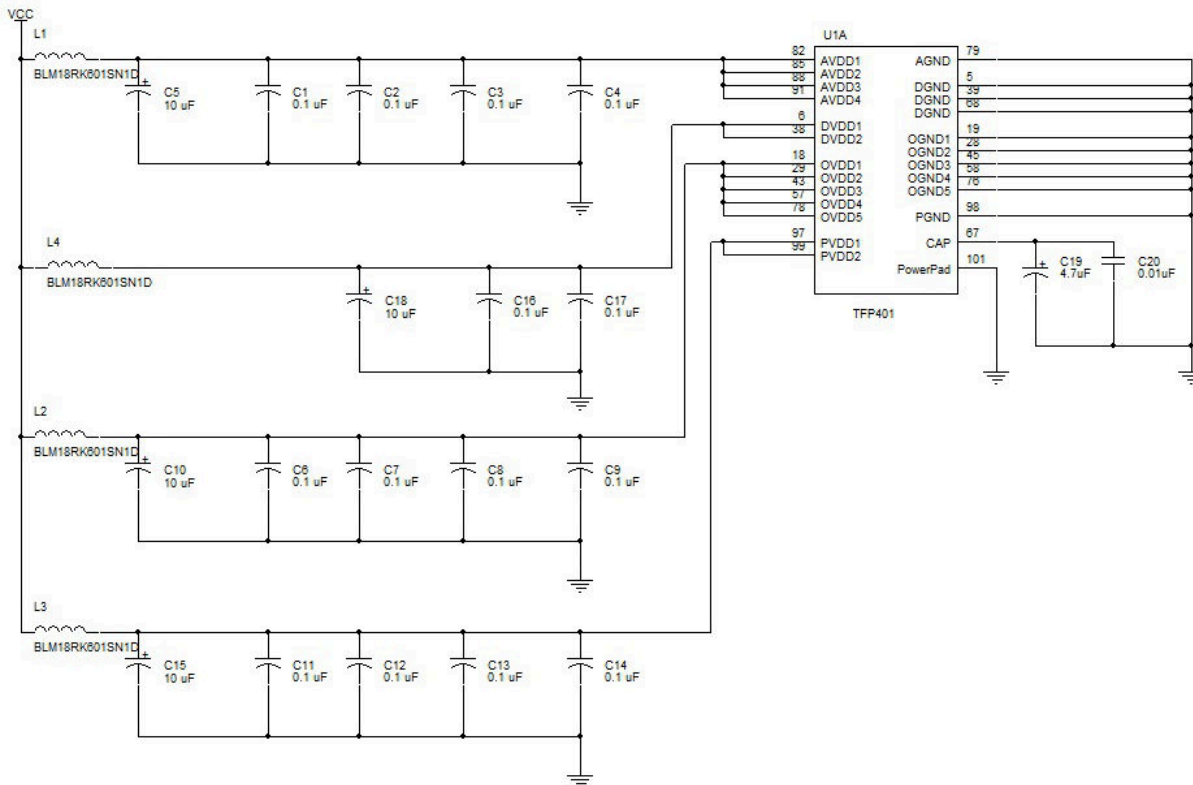 VCC
L1
BLM18RK601SN1D
C5
10 uF
C1
0.1 uF
C2
0.1 uF
C3
0.1 uF
C4
0.1 uF
L4
BLM18RK601SN1D
C18
10 uF
C16
0.1 uF
C17
0.1 uF
L2
BLM18RK601SN1D
C10
10 uF
C6
0.1 uF
C7
0.1 uF
C8
0.1 uF
C9
0.1 uF
L3
BLM18RK601SN1D
C15
10 uF
C11
0.1 uF
C12
0.1 uF
C13
0.1 uF
C14
0.1 uF
U1A
82 AVDD1 AGND 79
85 AVDD2
88 AVDD3 DGND 5
91 AVDD4 DGND 39
DGND 68
6 DVDD1
38 DVDD2 OGND1 19
OGND2 28
18 OVDD1 OGND3 45
29 OVDD2 OGND4 58
43 OVDD3 OGND5 76
57 OVDD4
78 OVDD5 PGND 98
97 PVDD1 CAP 67
99 PVDD2
PowerPad 101
TFP401
C19
4.7uF
C20
0.01uF